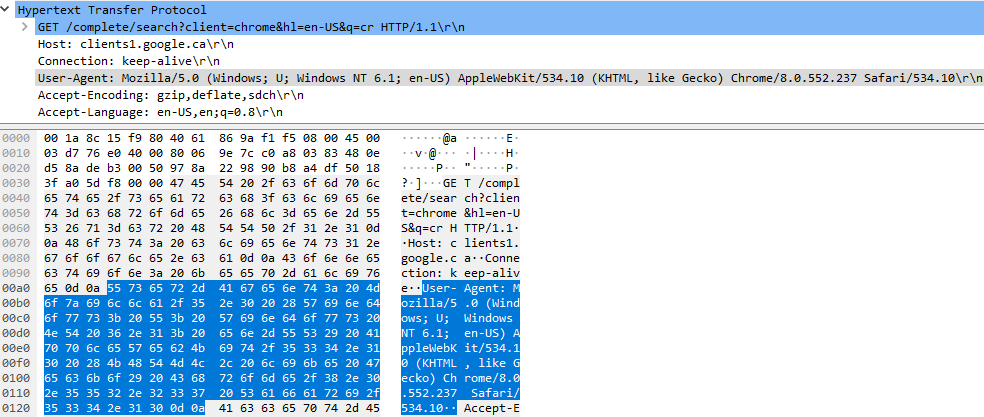 Hypertext Transfer Protocol
GET /complete/search?client=chrome&hl=en-US&q=cr HTTP/1.1\r\n
Host: clients1.google.ca\r\n
Connection: keep-alive\r\n
User-Agent: Mozilla/5.0 (Windows; U; Windows NT 6.1; en-US) AppleWebKit/534.10 (KHTML, like Gecko) Chrome/8.0.552.237 Safari/534.10\r\n
Accept-Encoding: gzip,deflate,sdch\r\n
Accept-Language: en-US,en;q=0.8\r\n
0000 00 1a 8c 15 f9 80 40 61 86 9a f1 f5 08 00 45 00 ······@a ······E·
0010 03 d7 76 e0 40 00 80 06 9e 7c c0 a8 03 83 48 0e ··v·@··· ·|····H·
0020 d5 8a de b3 00 50 97 8a 22 98 90 b8 a4 df 50 18 ·····P·· "·····P·
0030 3f a0 5d f8 00 00 47 45 54 20 2f 63 6f 6d 70 6c ?·]···GE T /compl
0040 65 74 65 2f 73 65 61 72 63 68 3f 63 6c 69 65 6e ete/sear ch?clien
0050 74 3d 63 68 72 6f 6d 65 26 68 6c 3d 65 6e 2d 55 t=chrome &hl=en-U
0060 53 26 71 3d 63 72 20 48 54 54 50 2f 31 2e 31 0d S&q=cr H TTP/1.1·
0070 0a 48 6f 73 74 3a 20 63 6c 69 65 6e 74 73 31 2e ·Host: c lients1.
0080 67 6f 6f 67 6c 65 2e 63 61 0d 0a 43 6f 6e 6e 65 google.c a··Conne
0090 63 74 69 6f 6e 3a 20 6b 65 65 70 2d 61 6c 69 76 ction: k eep-aliv
00a0 65 0d 0a 55 73 65 72 2d 41 67 65 6e 74 3a 20 4d e··User- Agent: M
00b0 6f 7a 69 6c 6c 61 2f 35 2e 30 20 28 57 69 6e 64 ozilla/5 .0 (Wind
00c0 6f 77 73 3b 20 55 3b 20 57 69 6e 64 6f 77 73 20 ows; U; Windows
00d0 4e 54 20 36 2e 31 3b 20 65 6e 2d 55 53 29 20 41 NT 6.1; en-US) A
00e0 70 70 6c 65 57 65 62 4b 69 74 2f 35 33 34 2e 31 ppleWebK it/534.1
00f0 30 20 28 4b 48 54 4d 4c 2c 20 6c 69 6b 65 20 47 0 (KHTML , like G
0100 65 63 6b 6f 29 20 43 68 72 6f 6d 65 2f 38 2e 30 ecko) Ch rome/8.0
0110 2e 35 35 32 2e 32 33 37 20 53 61 66 61 72 69 2f .552.237 Safari/
0120 35 33 34 2e 31 30 0d 0a 41 63 63 65 70 74 2d 45 534.10·· Accept-E